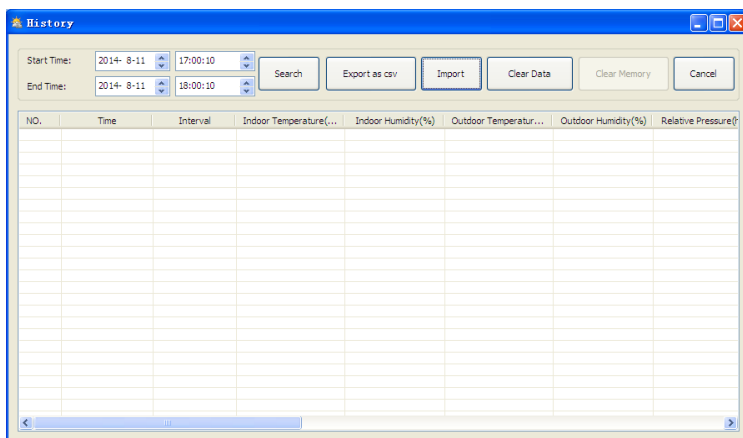 History
Start Time: 2014- 8-11 17:00:10
End Time: 2014- 8-11 18:00:10
Search Export as csv Import Clear Data Clear Memory Cancel
NO. Time Interval Indoor Temperature(... Indoor Humidity(%) Outdoor Temperatur... Outdoor Humidity(%) Relative Pressure(h